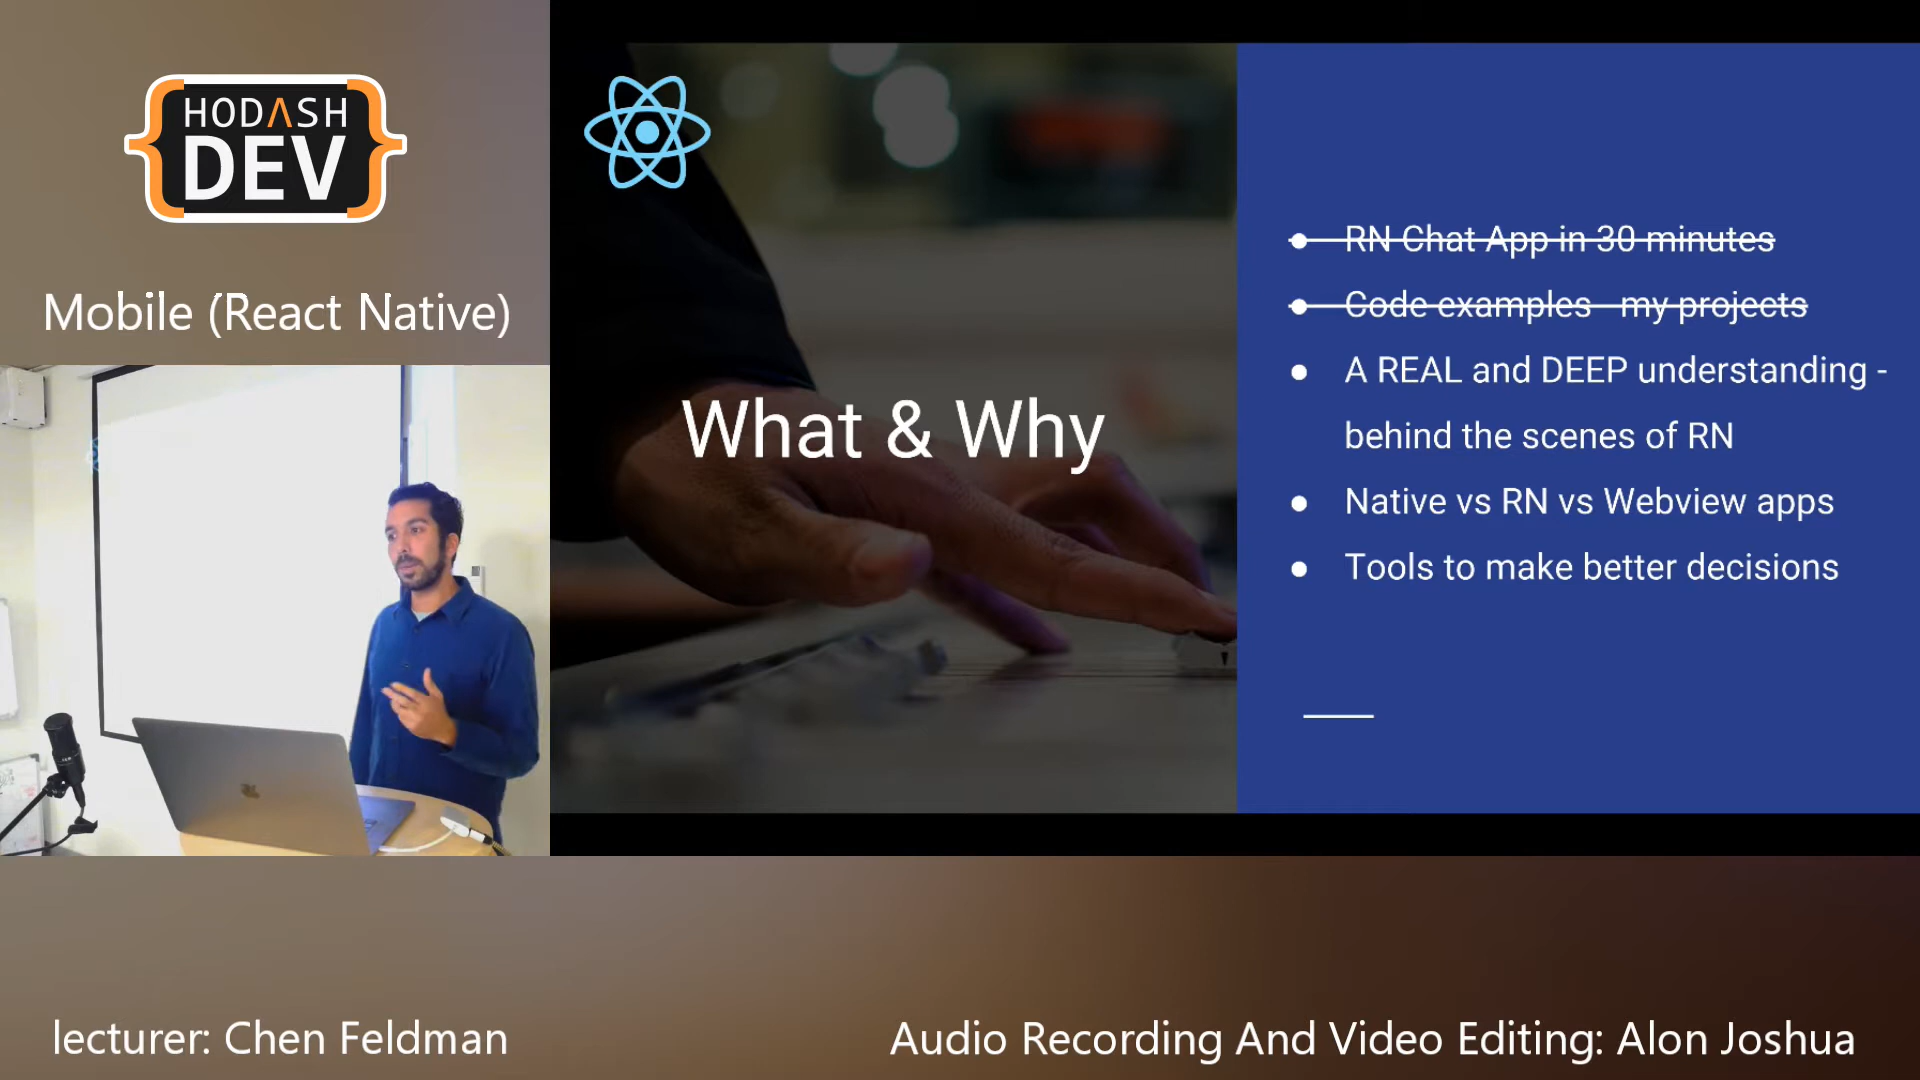 HODASH
DEV
Mobile (React Native)
What & Why
RN Chat App in 30 minutes
Code examples - my projects
A REAL and DEEP understanding -
behind the scenes of RN
Native vs RN vs Webview apps
Tools to make better decisions
lecturer: Chen Feldman
Audio Recording And Video Editing: Alon Joshua